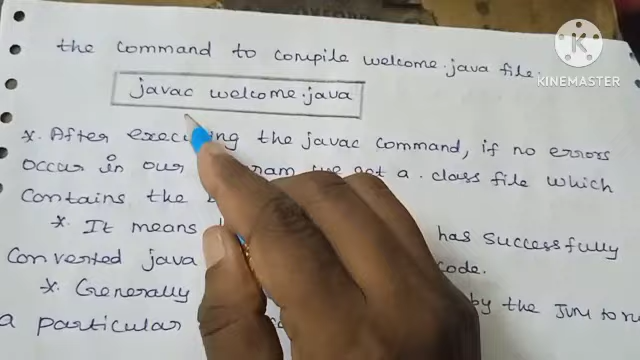 the command to compile welcome.java file.
KINEMASTER
javac welcome.java
*. After executing the javac command, if no errors
occur in our got a .class file which
contains the
*. It means has successfully
converted java code.
*. Generally by the JVM to
a particular